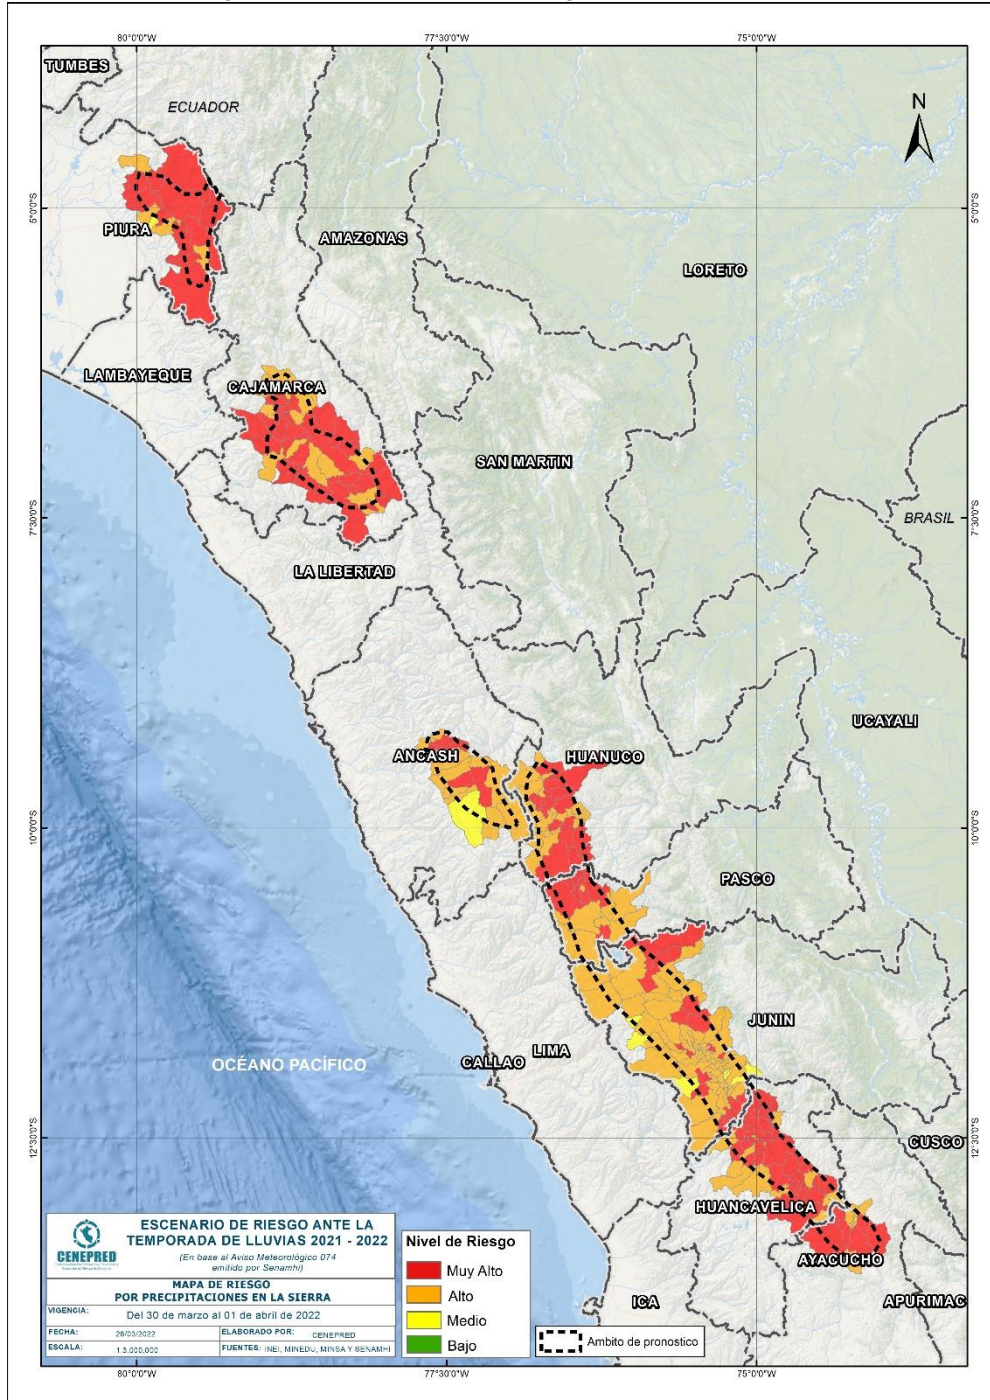 80°0'0"O
77°30'0"O
75°0'0"O
TUMBES
ECUADOR
N
5°0'0"S
5°0'0"S
PIURA
AMAZONAS
LORETO
LAMBAYEQUE
CAJAMARCA
SAN MARTIN
7°30'0"S
BRASIL
7°30'0"S
LA LIBERTAD
UCAYALI
ANCASH
HUANUCO
10°0'0"S
10°0'0"S
PASCO
JUNIN
LIMA
CALLAO
OCÉANO PACÍFICO
12°30'0"S
CUSCO
12°30'0"S
HUANCAVELICA
AYACUCHO
ICA
APURIMAC
CENEPRED
ESCENARIO DE RIESGO ANTE LA
TEMPORADA DE LLUVIAS 2021 - 2022
(En base al Aviso Meteorológico 074
emitido por Senamhi)
MAPA DE RIESGO
POR PRECIPITACIONES EN LA SIERRA
VIGENCIA: Del 30 de marzo al 01 de abril de 2022
FECHA: 28/03/2022 ELABORADO POR: CENEPRED
ESCALA: 1:3,000,000 FUENTES: INEI, MINEDU, MINSA Y SENAMHI
Nivel de Riesgo
Muy Alto
Alto
Medio
Bajo
Ambito de pronostico
80°0'0"O
77°30'0"O
75°0'0"O